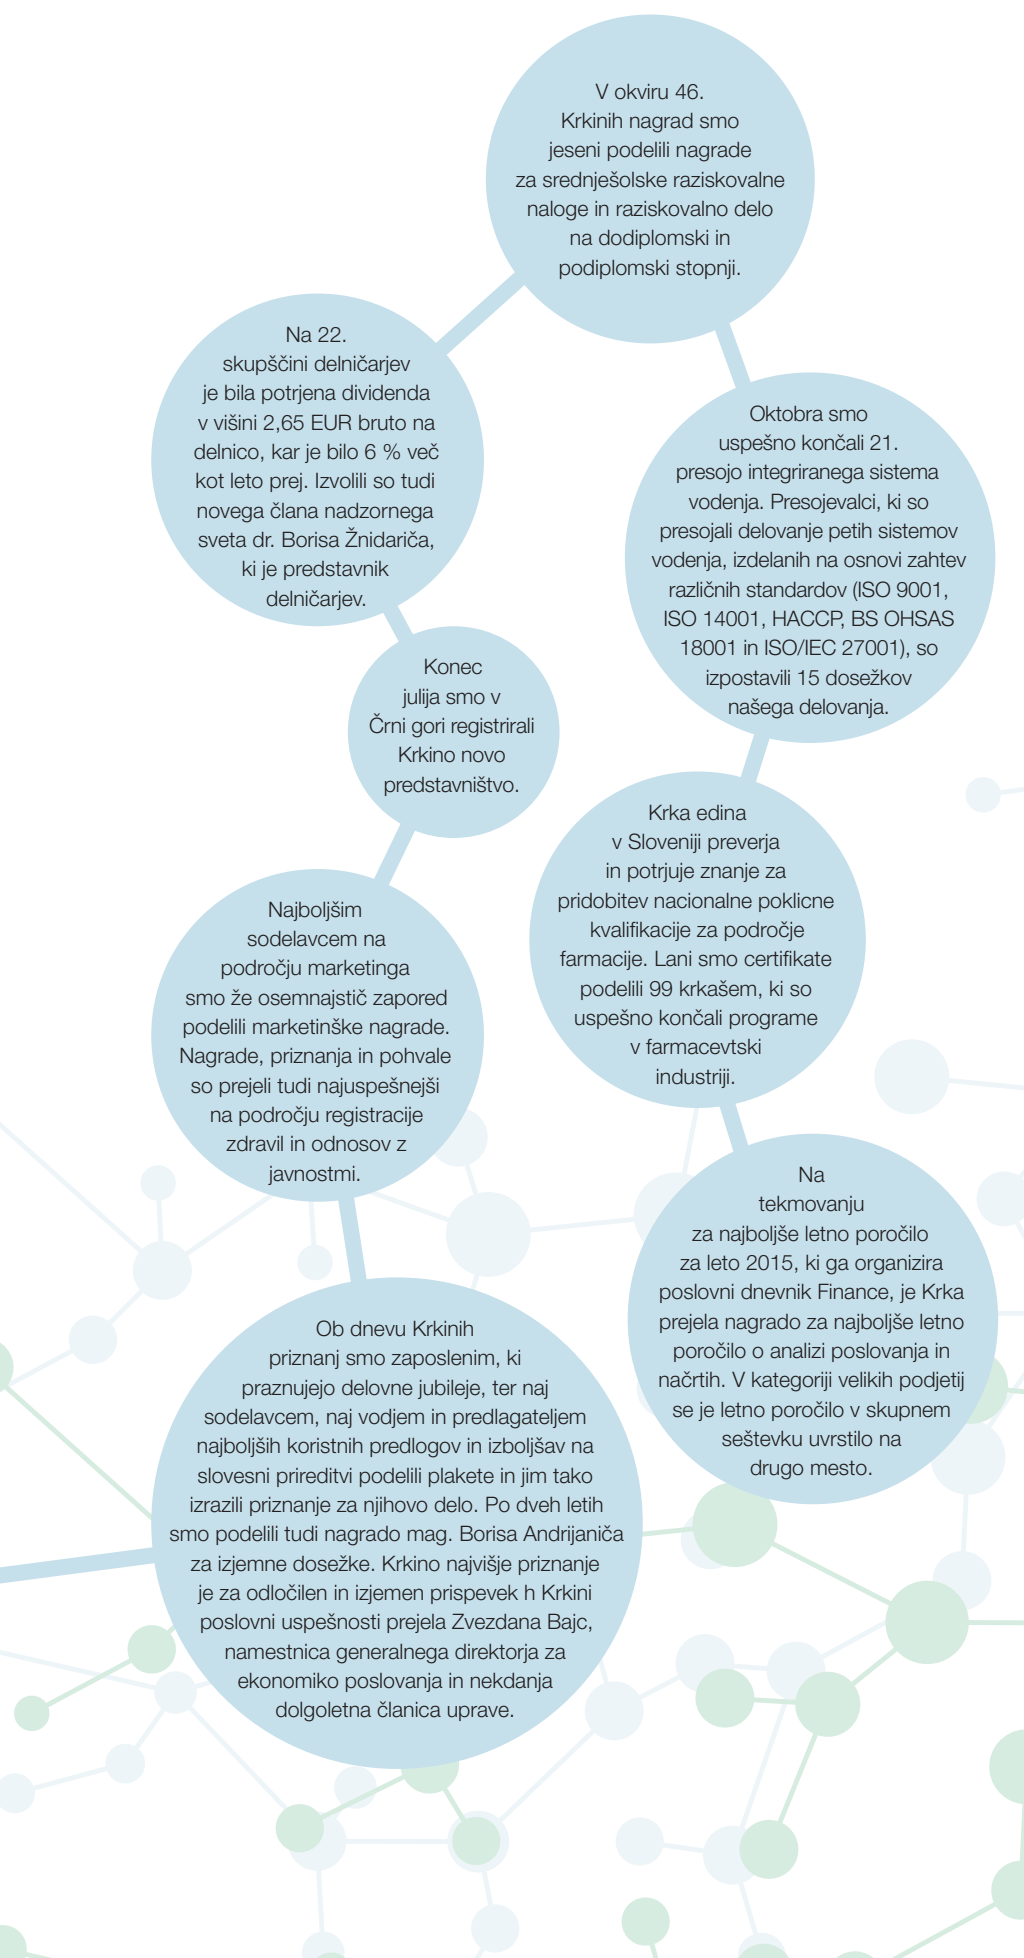 V okviru 46.
Krkinih nagrad smo
jeseni podelili nagrade
za srednješolske raziskovalne
naloge in raziskovalno delo
na dodiplomski in
podiplomski stopnji.
Na 22.
skupščini delničarjev
je bila potrjena dividenda
v višini 2,65 EUR bruto na
delnico, kar je bilo 6 % več
kot leto prej. Izvolili so tudi
novega člana nadzornega
sveta dr. Borisa Žnidariča,
ki je predstavnik
delničarjev.
Oktobra smo
uspešno končali 21.
presojo integriranega sistema
vodenja. Presojevalci, ki so
presojali delovanje petih sistemov
vodenja, izdelanih na osnovi zahtev
različnih standardov (ISO 9001,
ISO 14001, HACCP, BS OHSAS
18001 in ISO/IEC 27001), so
izpostavili 15 dosežkov
našega delovanja.
Konec
julija smo v
Črni gori registrirali
Krkino novo
predstavništvo.
Krka edina
v Sloveniji preverja
in potrjuje znanje za
pridobitev nacionalne poklicne
kvalifikacije za področje
farmacije. Lani smo certifikate
podelili 99 krkašem, ki so
uspešno končali programe
v farmacevtski
industriji.
Najboljšim
sodelavcem na
področju marketinga
smo že osemnajstič zapored
podelili marketinške nagrade.
Nagrade, priznanja in pohvale
so prejeli tudi najuspešnejši
na področju registracije
zdravil in odnosov z
javnostmi.
Na
tekmovanju
za najboljše letno poročilo
za leto 2015, ki ga organizira
poslovni dnevnik Finance, je Krka
prejela nagrado za najboljše letno
poročilo o analizi poslovanja in
načrtih. V kategoriji velikih podjetij
se je letno poročilo v skupnem
seštevku uvrstilo na
drugo mesto.
Ob dnevu Krkinih
priznanj smo zaposlenim, ki
praznujejo delovne jubileje, ter naj
sodelavcem, naj vodjem in predlagateljem
najboljših koristnih predlogov in izboljšav na
slovesni prireditvi podelili plakete in jim tako
izrazili priznanje za njihovo delo. Po dveh letih
smo podelili tudi nagrado mag. Borisa Andrijaniča
za izjemne dosežke. Krkino najvišje priznanje
je za odločilen in izjemen prispevek h Krkini
poslovni uspešnosti prejela Zvezdana Bajc,
namestnica generalnega direktorja za
ekonomiko poslovanja in nekdanja
dolgoletna članica uprave.